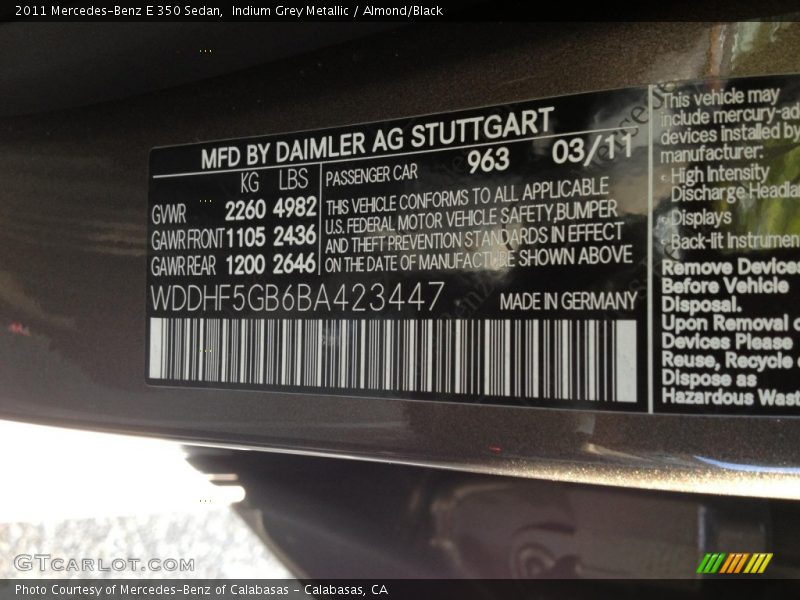 2011 Mercedes-Benz E 350 Sedan,  Indium Grey Metallic / Almond/Black
MFD BY DAIMLER AG STUTTGART
KG LBS
GVWR 2260 4982
GAWR FRONT 1105 2436
GAWR REAR 1200 2646
PASSENGER CAR 963 03/11
THIS VEHICLE CONFORMS TO ALL APPLICABLE
U.S. FEDERAL MOTOR VEHICLE SAFETY,BUMPER
AND THEFT PREVENTION STANDARDS IN EFFECT
ON THE DATE OF MANUFACTURE SHOWN ABOVE
WDDHF5GB6BA423447 MADE IN GERMANY
This vehicle may
include mercury-ad
devices installed by
manufacturer:
· High Intensity
Discharge Headla
· Displays
· Back-lit Instrumen
Remove Devices
Before Vehicle
Disposal.
Upon Removal o
Devices Please
Reuse, Recycle o
Dispose as
Hazardous Wast
GTcarlot.com
Photo Courtesy of Mercedes-Benz of Calabasas - Calabasas, CA